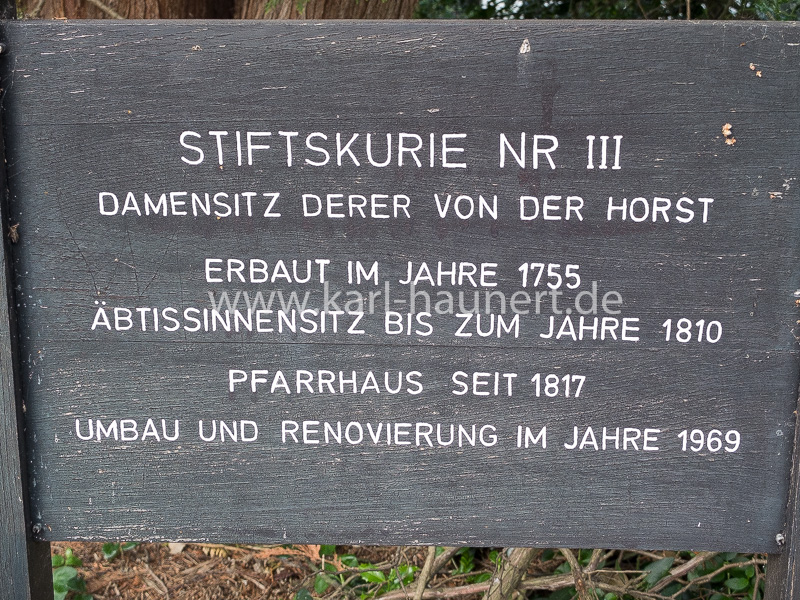 STIFTSKURIE NR III
DAMENSITZ DERER VON DER HORST
ERBAUT IM JAHRE 1755
www.karl-haunert.de
ÄBTISSINNENSITZ BIS ZUM JAHRE 1810
PFARRHAUS SEIT 1817
UMBAU UND RENOVIERUNG IM JAHRE 1969